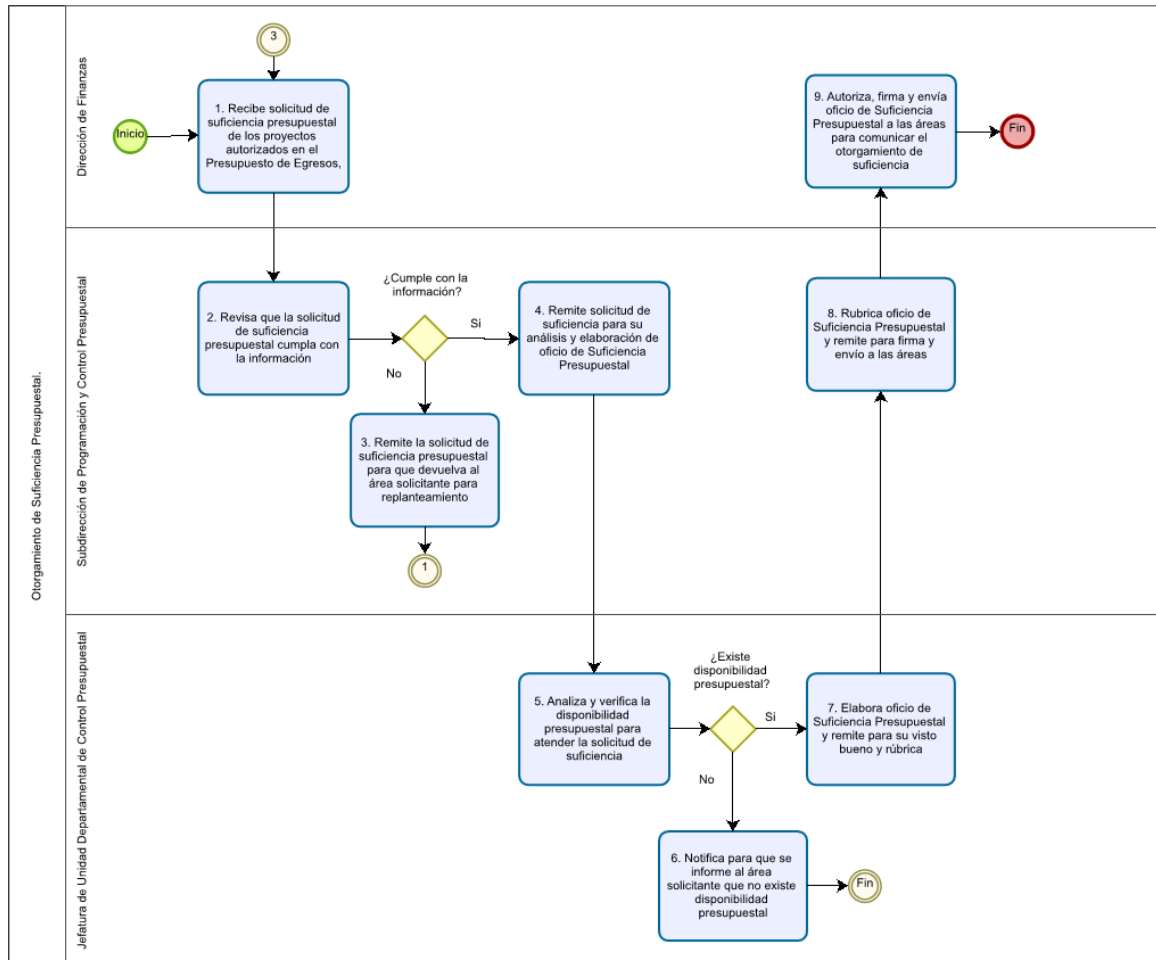 Otorgamiento de Suficiencia Presupuestal.
Dirección de Finanzas
3
Inicio
1. Recibe solicitud de
suficiencia presupuestal
de los proyectos
autorizados en el
Presupuesto de Egresos,
9. Autoriza, firma y envía
oficio de Suficiencia
Presupuestal a las áreas
para comunicar el
otorgamiento de
suficiencia
Fin
Subdirección de Programación y Control Presupuestal
2. Revisa que la solicitud
de suficiencia
presupuestal cumpla con
la información
¿Cumple con la
información?
Si
No
4. Remite solicitud de
suficiencia para su
análisis y elaboración de
oficio de Suficiencia
Presupuestal
3. Remite la solicitud de
suficiencia presupuestal
para que devuelva al
área solicitante para
replanteamiento
1
8. Rubrica oficio de
Suficiencia Presupuestal
y remite para firma y
envío a las áreas
Jefatura de Unidad Departamental de Control Presupuestal
5. Analiza y verifica la
disponibilidad
presupuestal para
atender la solicitud de
suficiencia
¿Existe
disponibilidad
presupuestal?
Si
No
7. Elabora oficio de
Suficiencia Presupuestal
y remite para su visto
bueno y rúbrica
6. Notifica para que se
informe al área
solicitante que no existe
disponibilidad
presupuestal
Fin